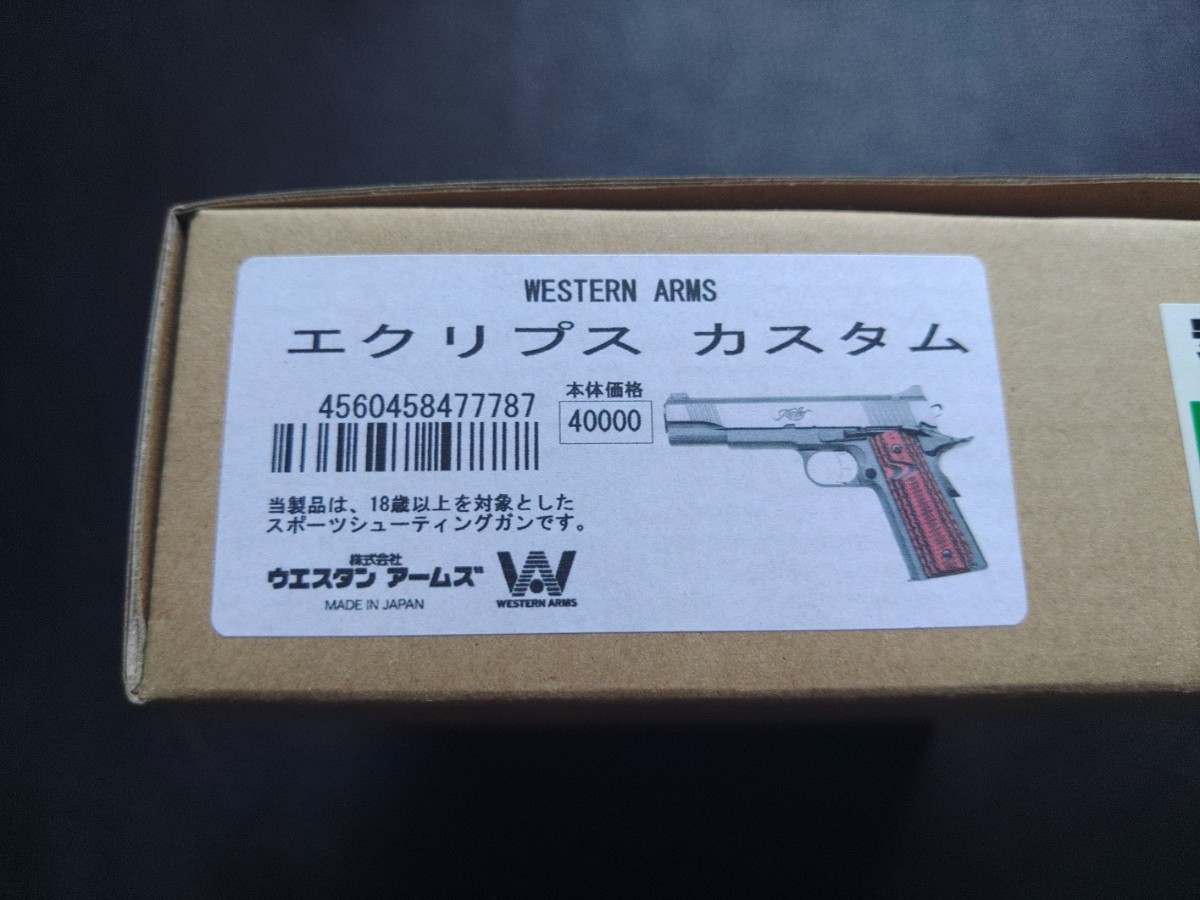 WESTERN ARMS
エクリプス カスタム
4560458477787
本体価格
40000
Kimber
当製品は、18歳以上を対象とした
スポーツシューティングガンです。
株式会社
ウエスタン アームズ
MADE IN JAPAN
WESTERN ARMS